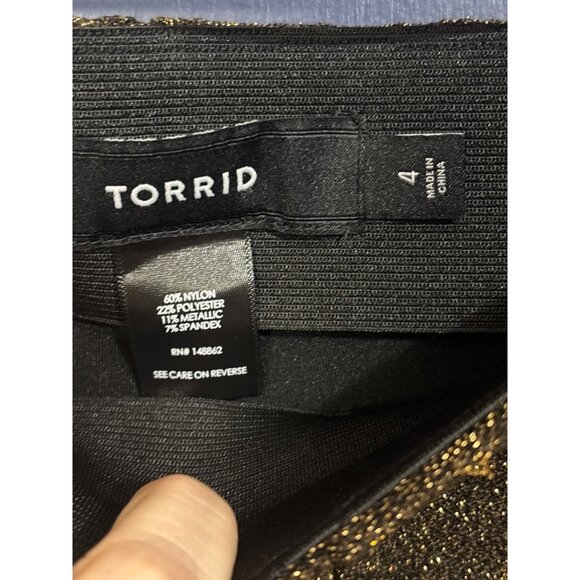 TORRID
4
MADE IN
CHINA
60% NYLON
22% POLYESTER
11% METALLIC
7% SPANDEX
RN# 148862
SEE CARE ON REVERSE